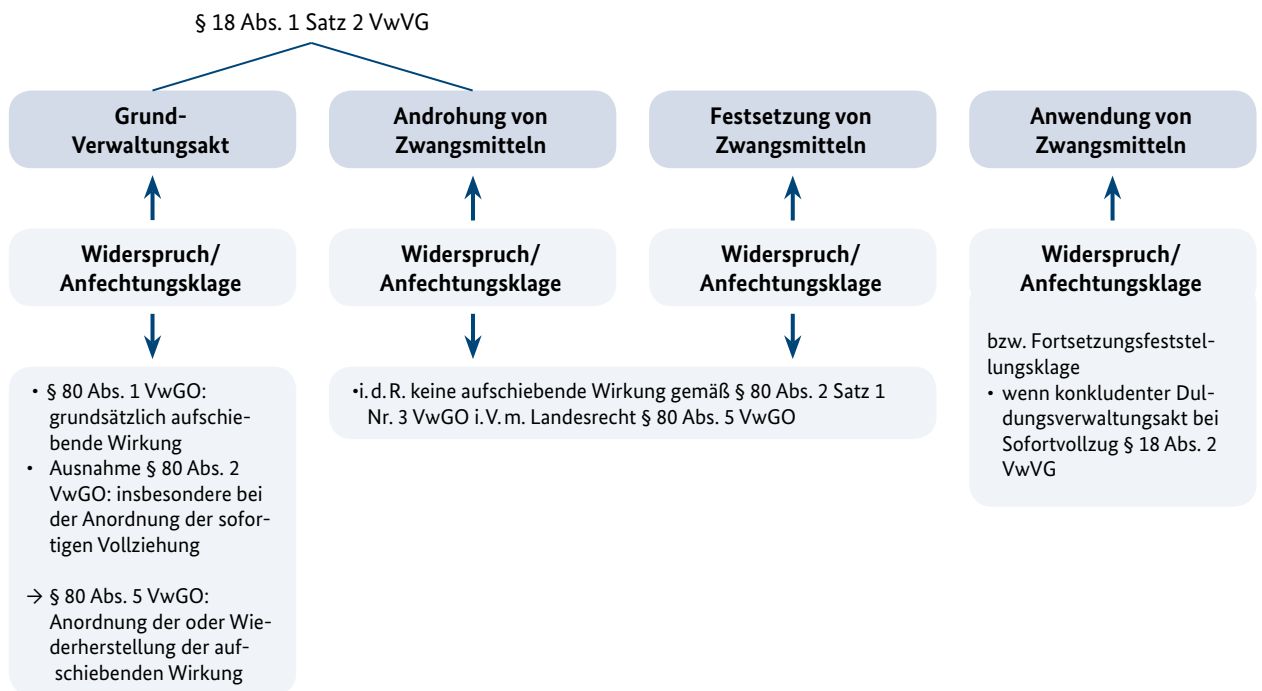 § 18 Abs. 1 Satz 2 VwVG
Grund-
Verwaltungsakt
Androhung von
Zwangsmitteln
Festsetzung von
Zwangsmitteln
Anwendung von
Zwangsmitteln
Widerspruch/
Anfechtungsklage
Widerspruch/
Anfechtungsklage
Widerspruch/
Anfechtungsklage
Widerspruch/
Anfechtungsklage
• § 80 Abs. 1 VwGO:
grundsätzlich aufschie-
bende Wirkung
• Ausnahme § 80 Abs. 2
VwGO: insbesondere bei
der Anordnung der sofor-
tigen Vollziehung
→ § 80 Abs. 5 VwGO:
Anordnung der oder Wie-
derherstellung der auf-
schiebenden Wirkung
•i. d. R. keine aufschiebende Wirkung gemäß § 80 Abs. 2 Satz 1
Nr. 3 VwGO i. V. m. Landesrecht § 80 Abs. 5 VwGO
bzw. Fortsetzungsfeststel-
lungsklage
• wenn konkludenter Dul-
dungsverwaltungsakt bei
Sofortvollzug § 18 Abs. 2
VwVG